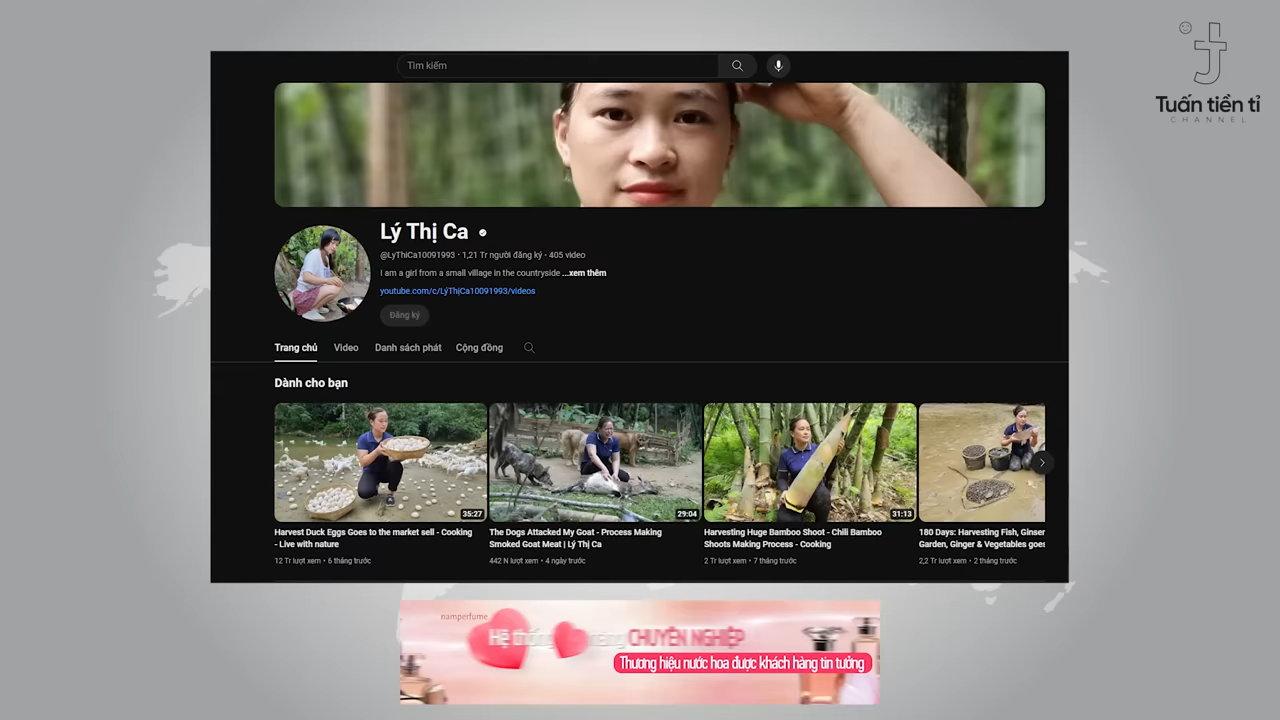 Tuấn tiền tỉ
CHANNEL
Tìm kiếm
Lý Thị Ca
@LyThiCa10091993 · 1,21 Tr người đăng ký · 405 video
I am a girl from a small village in the countryside ...xem thêm
youtube.com/c/LýThịCa10091993/videos
Đăng ký
Trang chủ Video Danh sách phát Cộng đồng
Dành cho bạn
35:27
29:04
31:13
Harvest Duck Eggs Goes to the market sell - Cooking
- Live with nature
12 Tr lượt xem • 6 tháng trước
The Dogs Attacked My Goat - Process Making
Smoked Goat Meat | Lý Thị Ca
442 N lượt xem • 4 ngày trước
Harvesting Huge Bamboo Shoot - Chili Bamboo
Shoots Making Process - Cooking
2 Tr lượt xem • 7 tháng trước
180 Days: Harvesting Fish, Ginser
Garden, Ginger & Vegetables goes
2,2 Tr lượt xem • 2 tháng trước
namperfume
Hệ thống hàng CHUYÊN NGHIỆP
Thương hiệu nước hoa được khách hàng tin tưởng